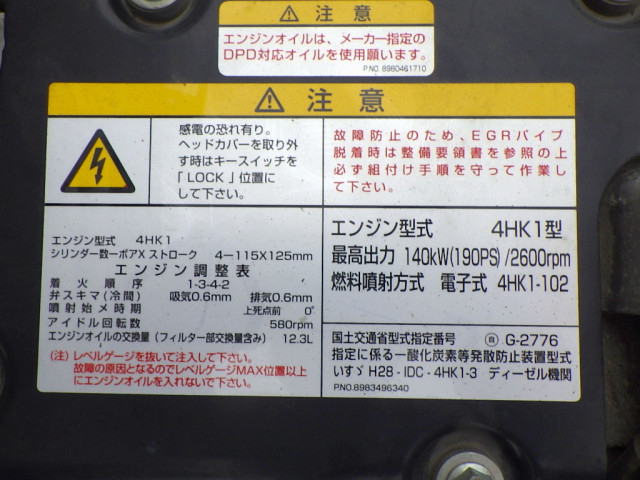 ⚠ 注意
エンジンオイルは、メーカー指定の
DPD対応オイルを使用願います。
P.NO. 8980461710
⚠ 注意
感電の恐れ有り。
ヘッドカバーを取り外
す時はキースイッチを
「LOCK」位置に
して下さい。
故障防止のため、EGRパイプ
脱着時は整備要領書を参照の上
必ず組付け手順を守って作業
して下さい。
エンジン型式 4HK1
シリンダー数ーボアX ストローク 4ー115X125mm
エンジン調整表
着火順序 1-3-4-2
弁スキマ(冷間) 吸気0.6mm 排気0.6mm
噴射始メ時期 上死点前 0°
アイドル回転数 580rpm
エンジンオイルの交換量(フィルター部交換量含み) 12.3L
(注)レベルゲージを抜いて注入して下さい。
故障の原因となるのでレベルゲージMAX位置以上
にエンジンオイルを入れないで下さい。
エンジン型式 4HK1型
最高出力 140kW(190PS)/2600rpm
燃料噴射方式 電子式 4HK1-102
国土交通省型式指定番号 ㊐ G-2776
指定に係る一酸化炭素等発散防止装置型式
いすゞ H28 - IDC - 4HK1-3 ディーゼル機関
P.NO.8983496340